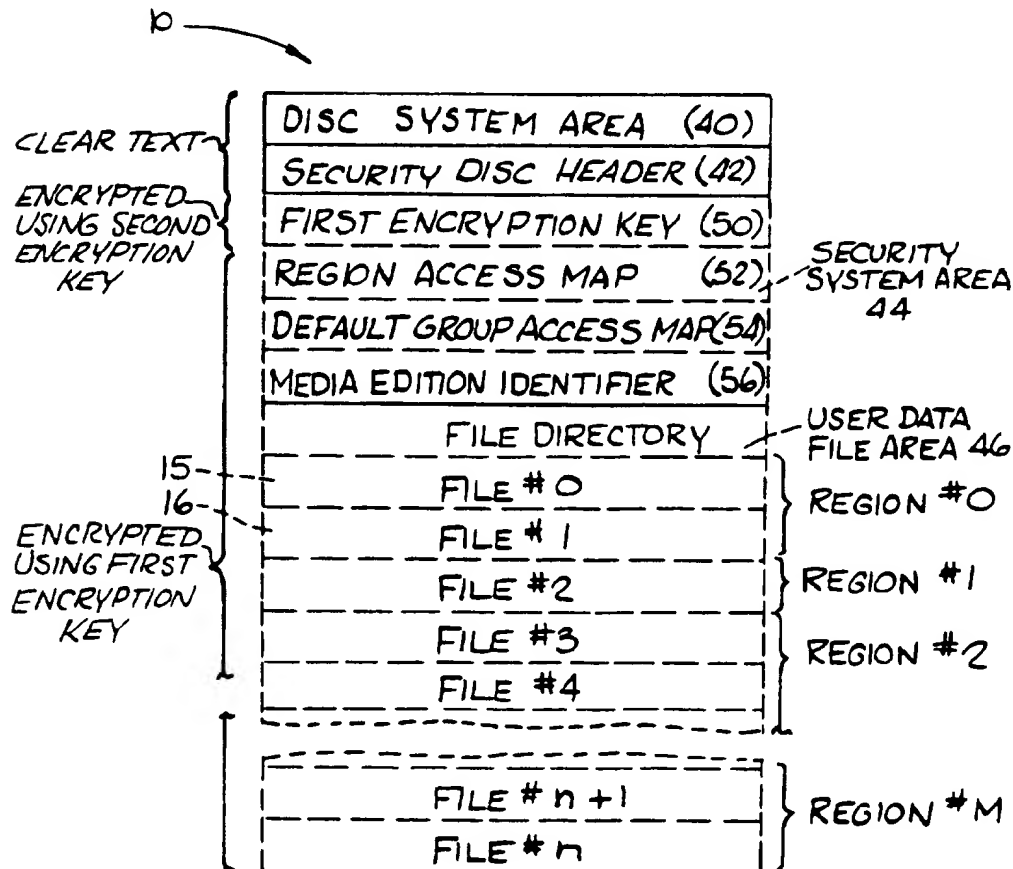 10
DISC SYSTEM AREA (40)
CLEAR TEXT
SECURITY DISC HEADER (42)
ENCRYPTED
USING SECOND
ENCRYPTION
KEY
FIRST ENCRYPTION KEY (50)
REGION ACCESS MAP (52)
SECURITY
SYSTEM AREA
44
DEFAULT GROUP ACCESS MAP (54)
MEDIA EDITION IDENTIFIER (56)
FILE DIRECTORY
USER DATA
FILE AREA 46
15
FILE #0
REGION #0
16
FILE #1
ENCRYPTED
USING FIRST
ENCRYPTION
KEY
FILE #2
REGION #1
FILE #3
REGION #2
FILE #4
FILE # n+1
REGION #M
FILE # n